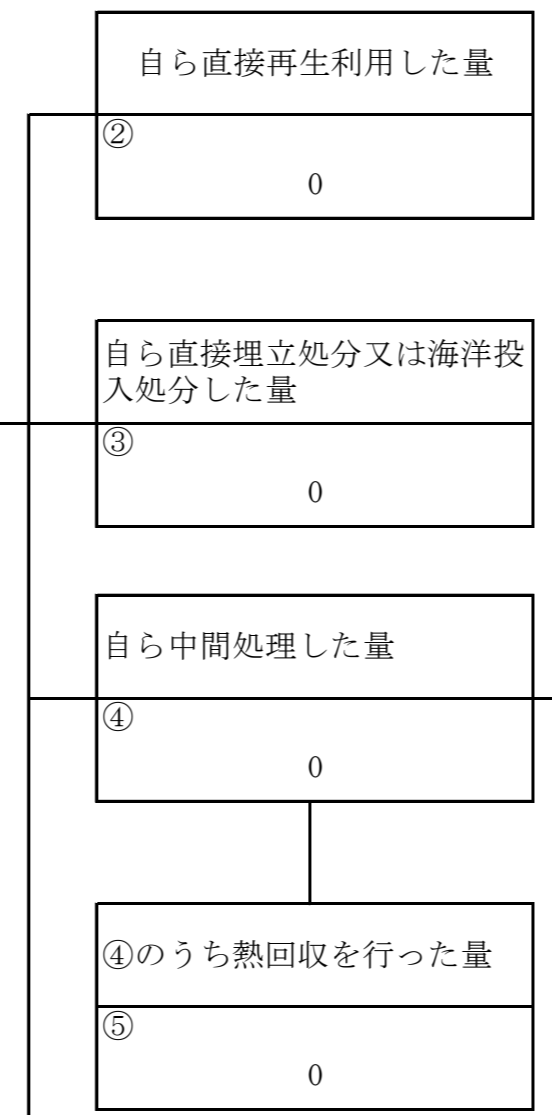 自ら直接再生利用した量
②
0
自ら直接埋立処分又は海洋投
入処分した量
③
0
自ら中間処理した量
④
0
④のうち熱回収を行った量
⑤
0